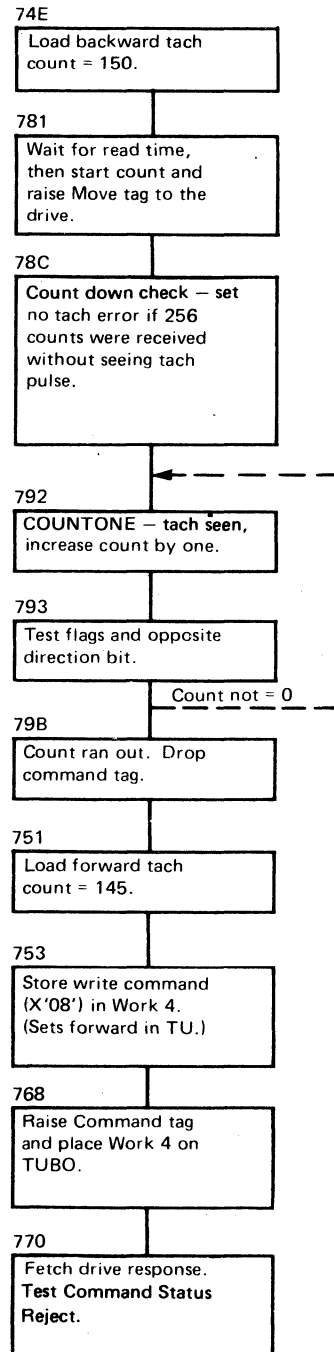 74E
Load backward tach
count = 150.
781
Wait for read time,
then start count and
raise Move tag to the
drive.
78C
Count down check — set
no tach error if 256
counts were received
without seeing tach
pulse.
792
COUNTONE — tach seen,
increase count by one.
793
Test flags and opposite
direction bit.
Count not = 0
79B
Count ran out. Drop
command tag.
751
Load forward tach
count = 145.
753
Store write command
(X'08') in Work 4.
(Sets forward in TU.)
768
Raise Command tag
and place Work 4 on
TUBO.
770
Fetch drive response.
Test Command Status
Reject.